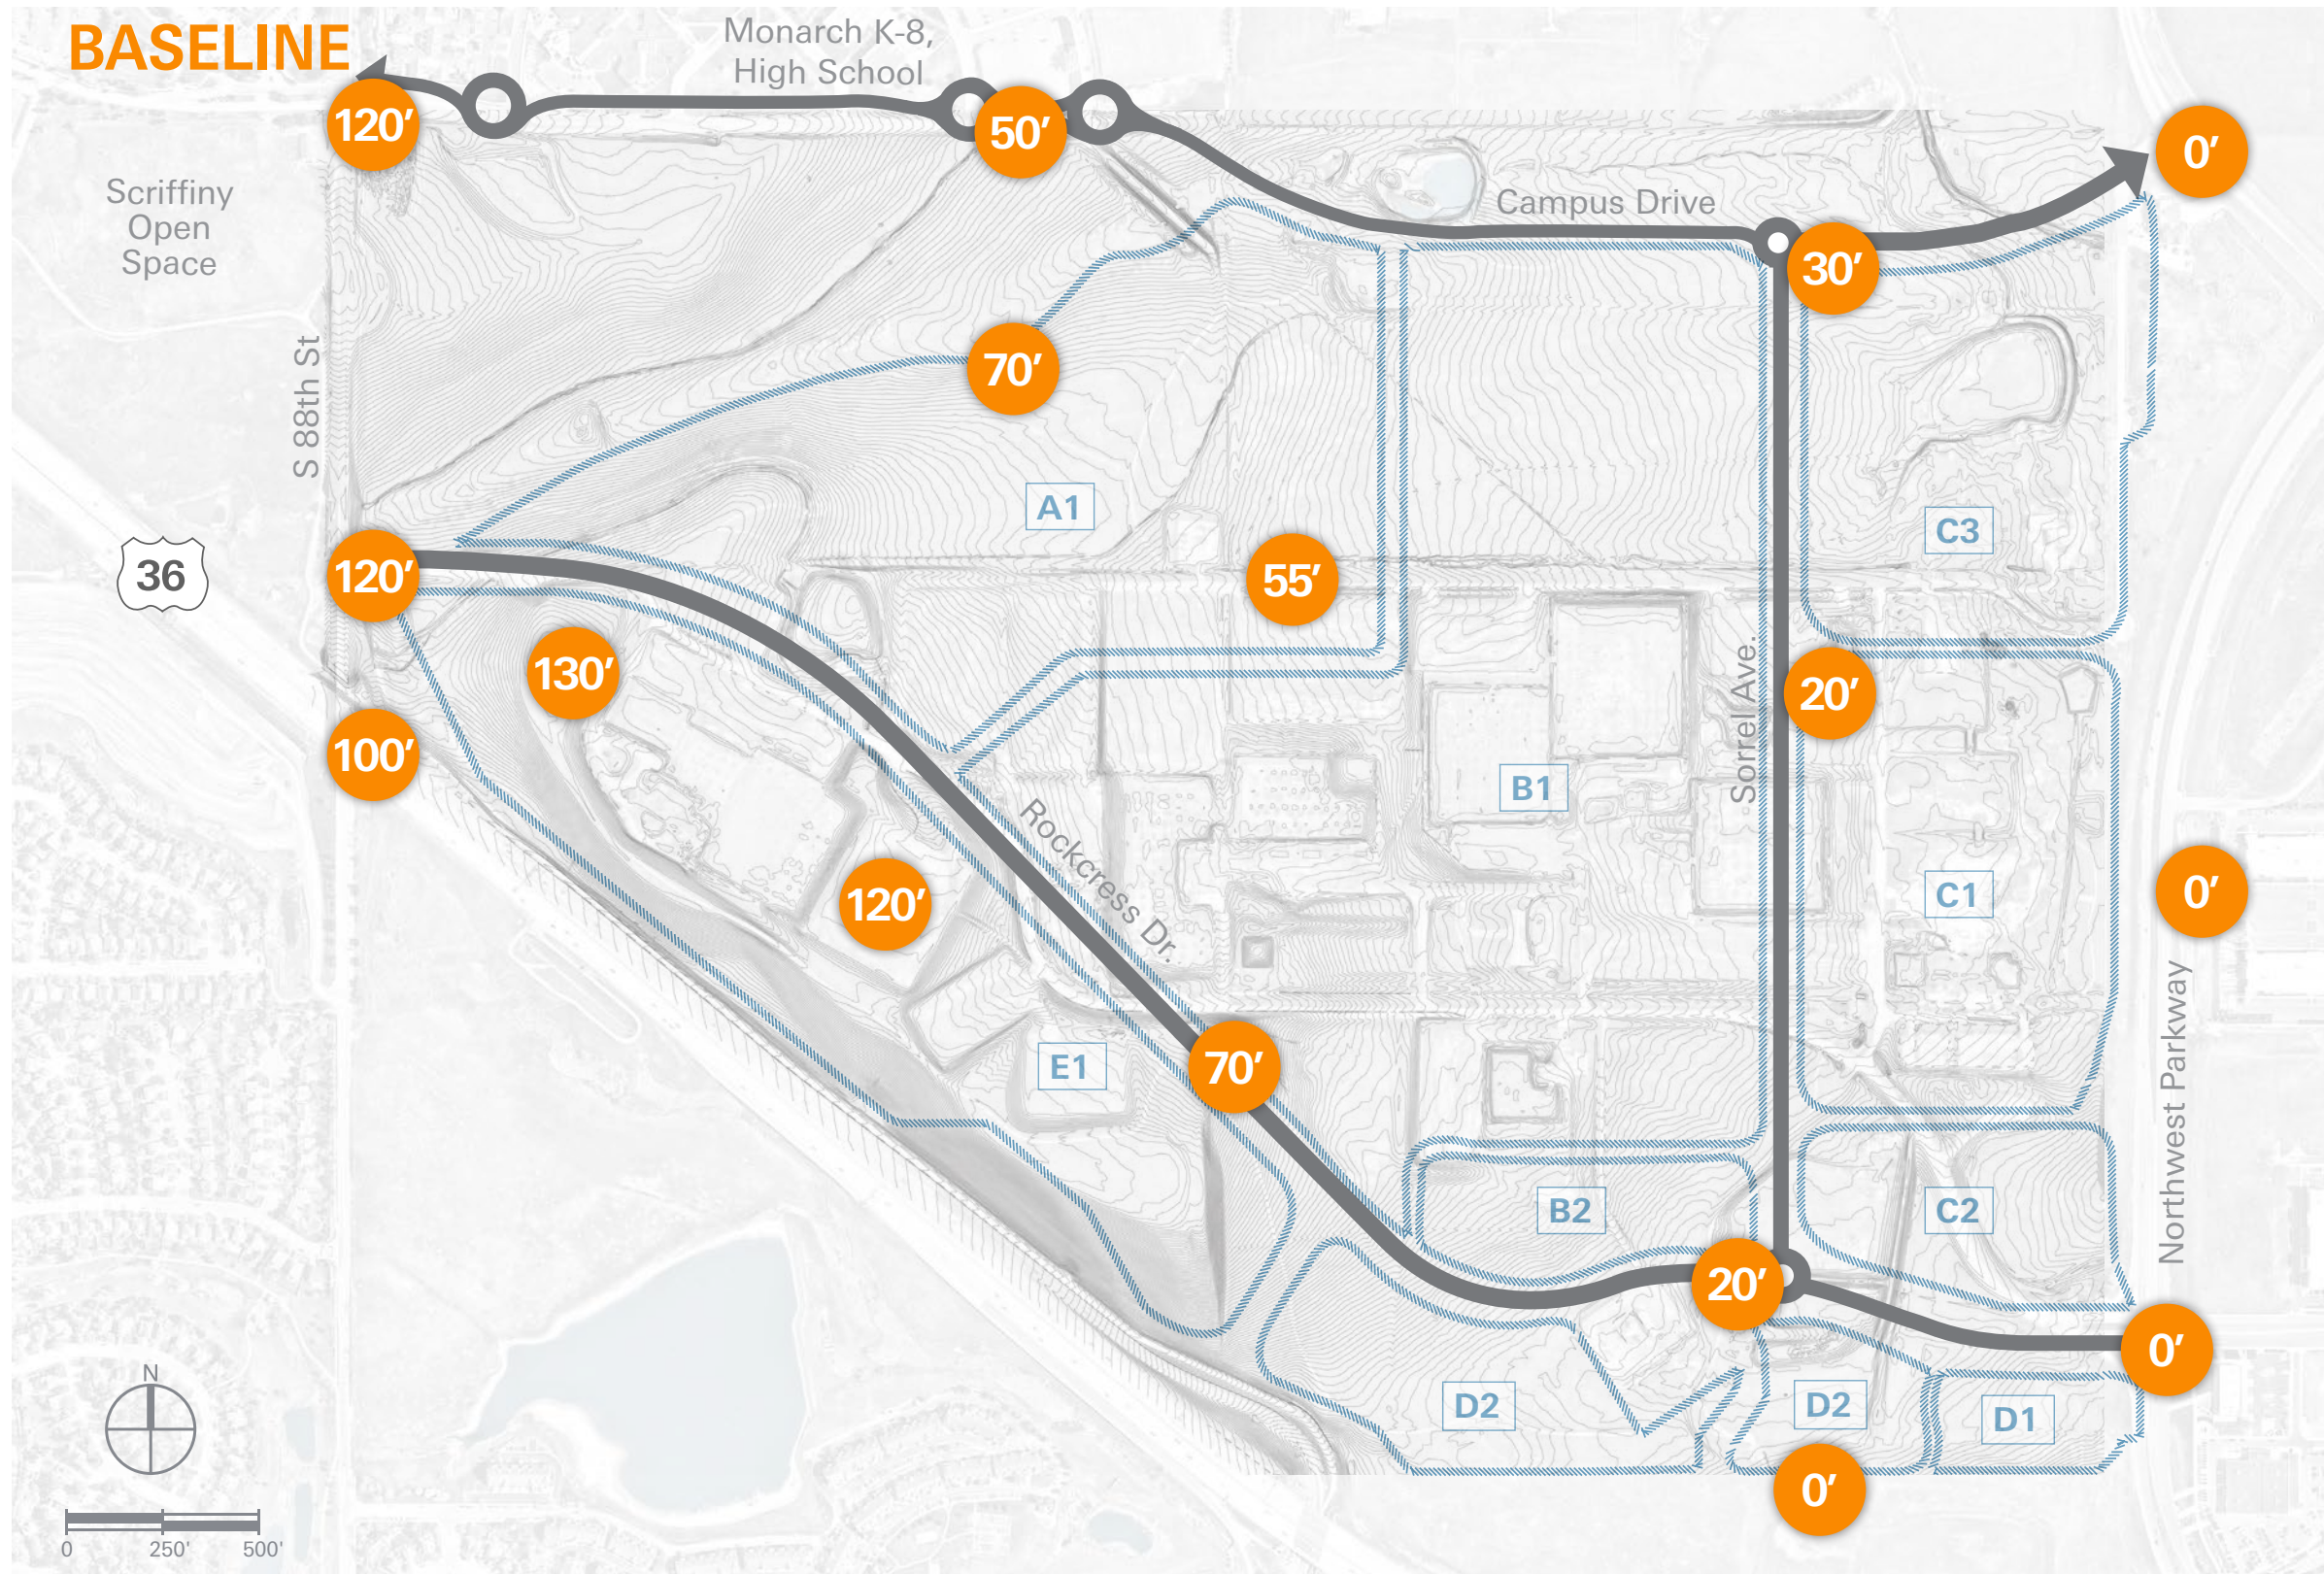 BASELINE
Monarch K-8,
High School
120’
50’
0’
Scriffiny
Open
Space
Campus Drive
30’
S 88th St
70’
A1
C3
36
120’
55’
130’
20’
Sorrel Ave.
100’
B1
Rockcress Dr.
120’
C1
0’
Northwest Parkway
E1
70’
B2
C2
20’
0’
N
D2
D2
D1
0’
0
250'
500'